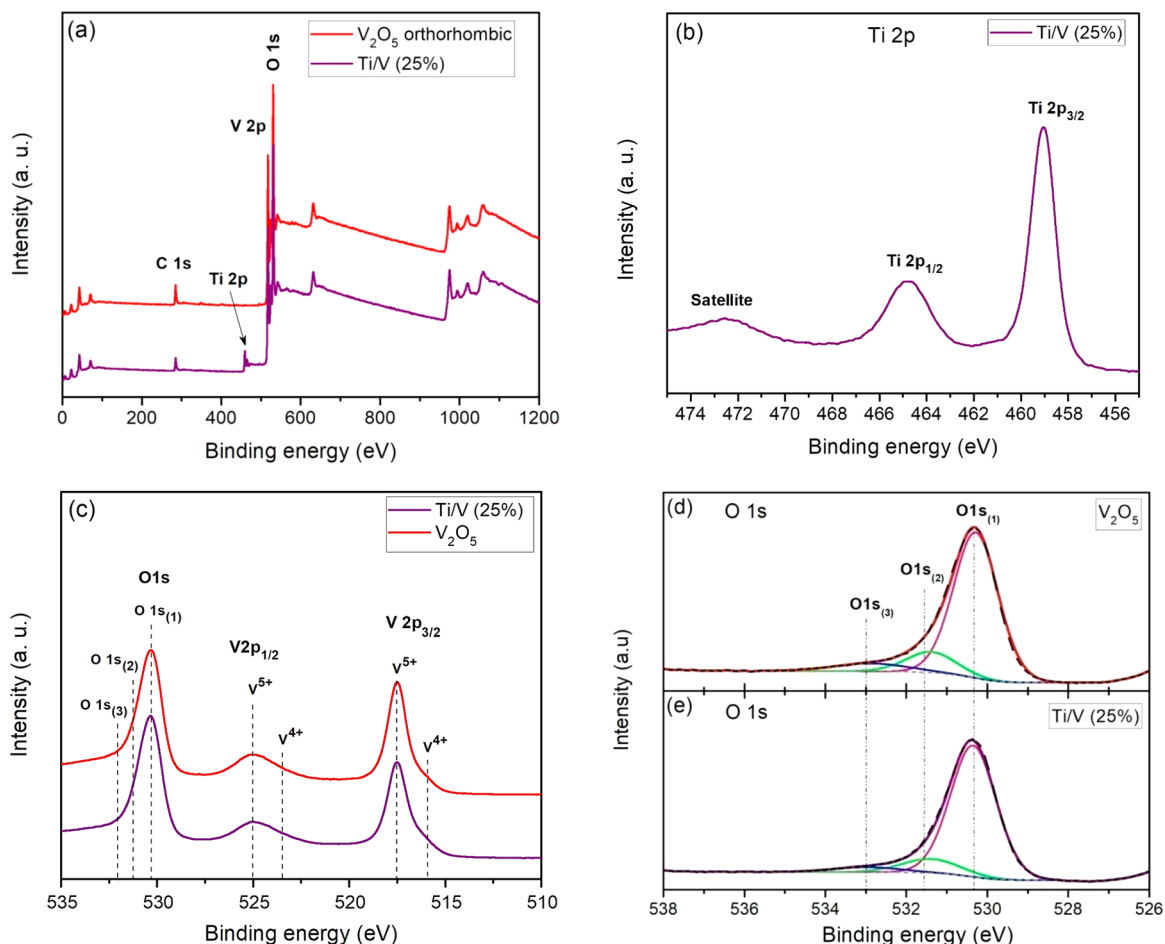 (a)
O 1s
V₂O₅ orthorhombic
Ti/V (25%)
V 2p
C 1s
Ti 2p
Intensity (a. u.)
0 200 400 600 800 1000 1200
Binding energy (eV)
(b)
Ti 2p
Ti/V (25%)
Ti 2p₃/₂
Ti 2p₁/₂
Satellite
Intensity (a. u.)
474 472 470 468 466 464 462 460 458 456
Binding energy (eV)
(c)
Ti/V (25%)
V₂O₅
O1s
O 1s₍₁₎
O 1s₍₂₎
O 1s₍₃₎
V2p₁/₂
V⁵⁺
V⁴⁺
V 2p₃/₂
V⁵⁺
V⁴⁺
Intensity (a. u.)
535 530 525 520 515 510
Binding energy (eV)
(d)
O 1s
O1s₍₁₎
V₂O₅
O1s₍₂₎
O1s₍₃₎
(e)
O 1s
Ti/V (25%)
Intensity (a.u)
538 536 534 532 530 528 526
Binding energy (eV)